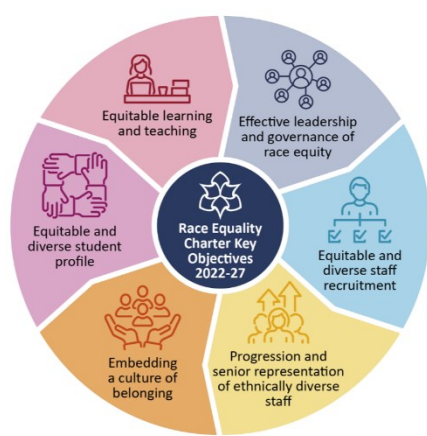 Equitable learning
and teaching
Effective leadership
and governance of
race equity
Equitable and
diverse student
profile
Race Equality
Charter Key
Objectives
2022-27
Equitable and
diverse staff
recruitment
Embedding
a culture of
belonging
Progression and
senior representation
of ethnically diverse
staff